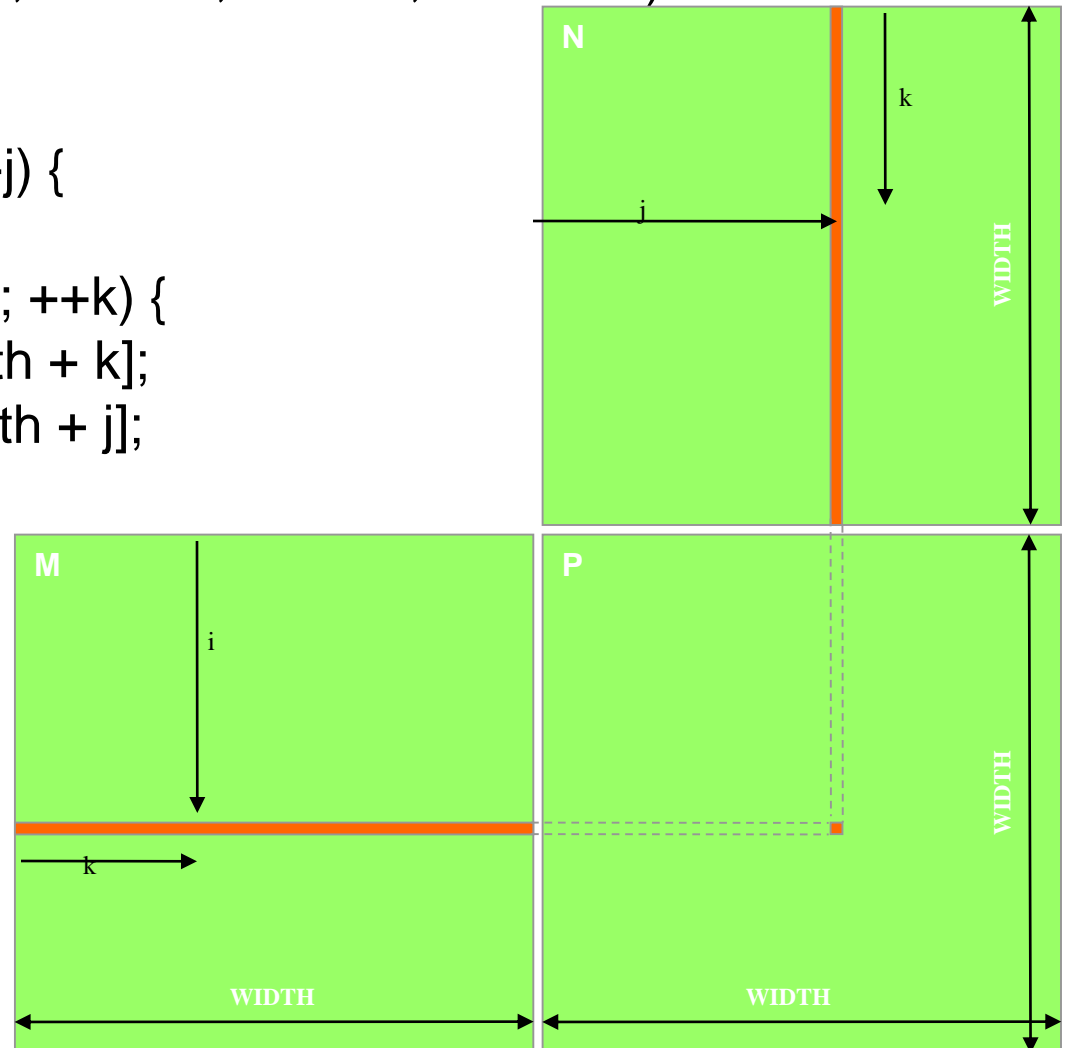 j) {
; ++k) {
th + k];
th + j];
N
k
j
WIDTH
M
i
k
WIDTH
P
WIDTH
WIDTH